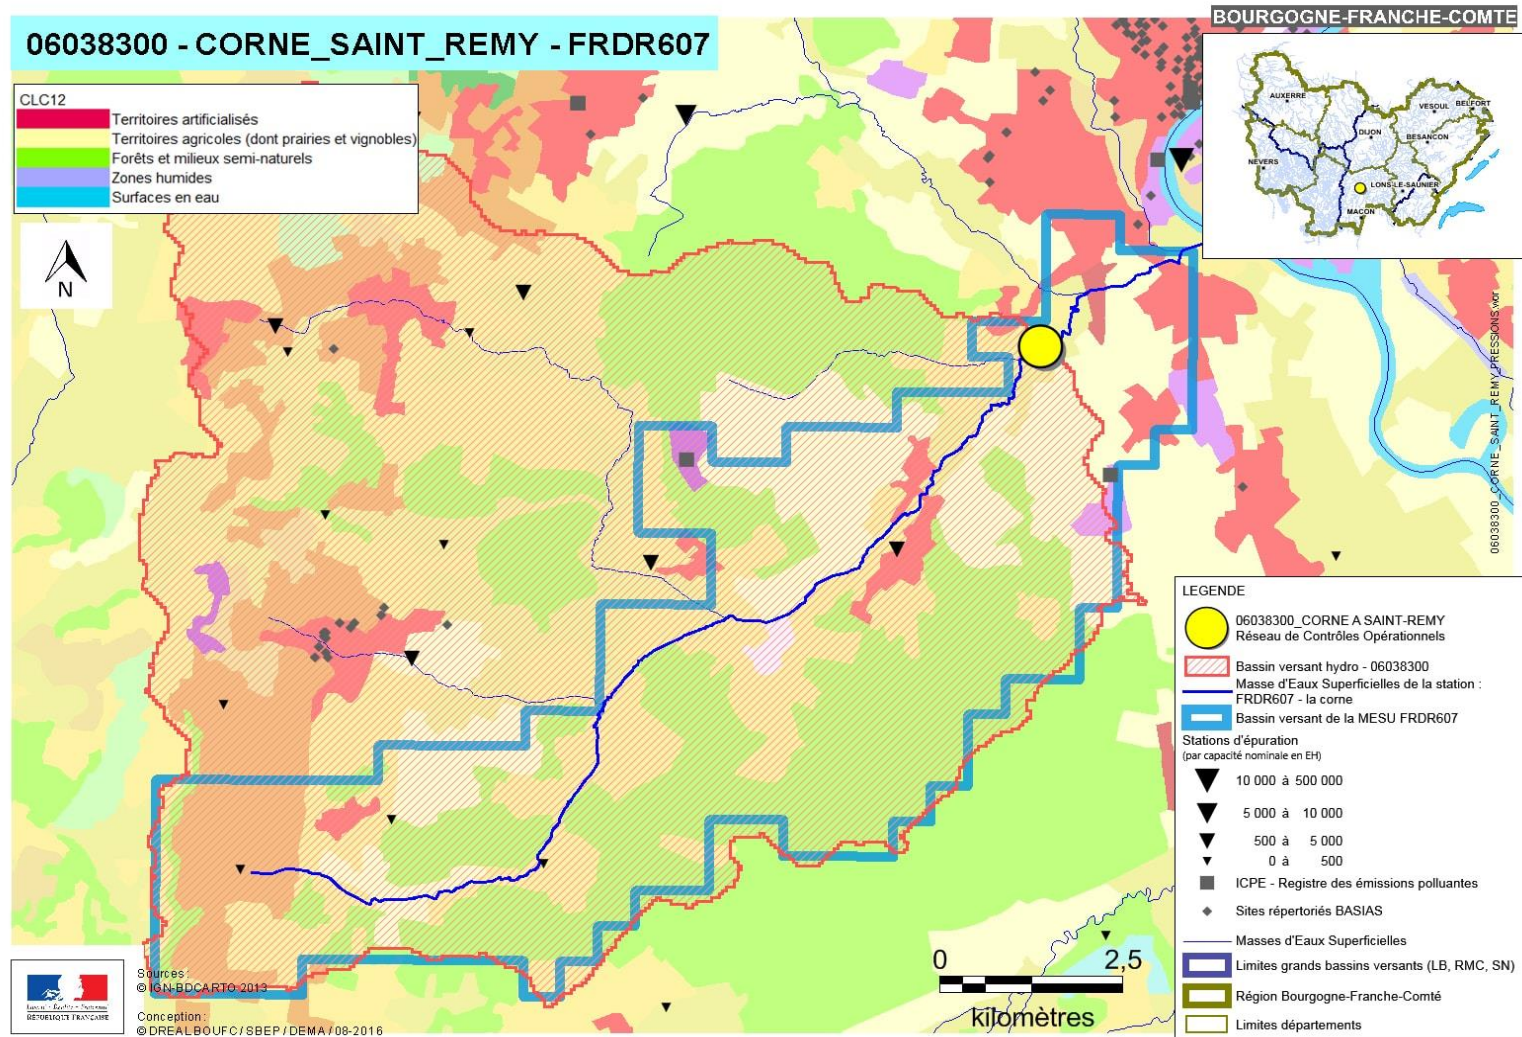 BOURGOGNE-FRANCHE-COMTE
06038300 - CORNE_SAINT_REMY - FRDR607
CLC12
Territoires artificialisés
Territoires agricoles (dont prairies et vignobles)
Forêts et milieux semi-naturels
Zones humides
Surfaces en eau
N
AUXERRE
VESOUL
BELFORT
DIJON
BESANCON
NEVERS
LONS-LE-SAUNIER
MACON
06038300_CORNE_SAINT_REMY_PRESSIONS.wor
LEGENDE
06038300_CORNE A SAINT-REMY
Réseau de Contrôles Opérationnels
Bassin versant hydro - 06038300
Masse d'Eaux Superficielles de la station :
FRDR607 - la corne
Bassin versant de la MESU FRDR607
Stations d'épuration
(par capacité nominale en EH)
10 000 à 500 000
5 000 à 10 000
500 à 5 000
0 à 500
ICPE - Registre des émissions polluantes
Sites répertoriés BASIAS
Masses d'Eaux Superficielles
Limites grands bassins versants (LB, RMC, SN)
Région Bourgogne-Franche-Comté
Limites départements
0 2,5
kilomètres
Liberté • Égalité • Fraternité
RÉPUBLIQUE FRANÇAISE
Sources :
© IGN-BDCARTO 2013
Conception :
© DREAL BOUFC / SBEP / DEMA / 08-2016